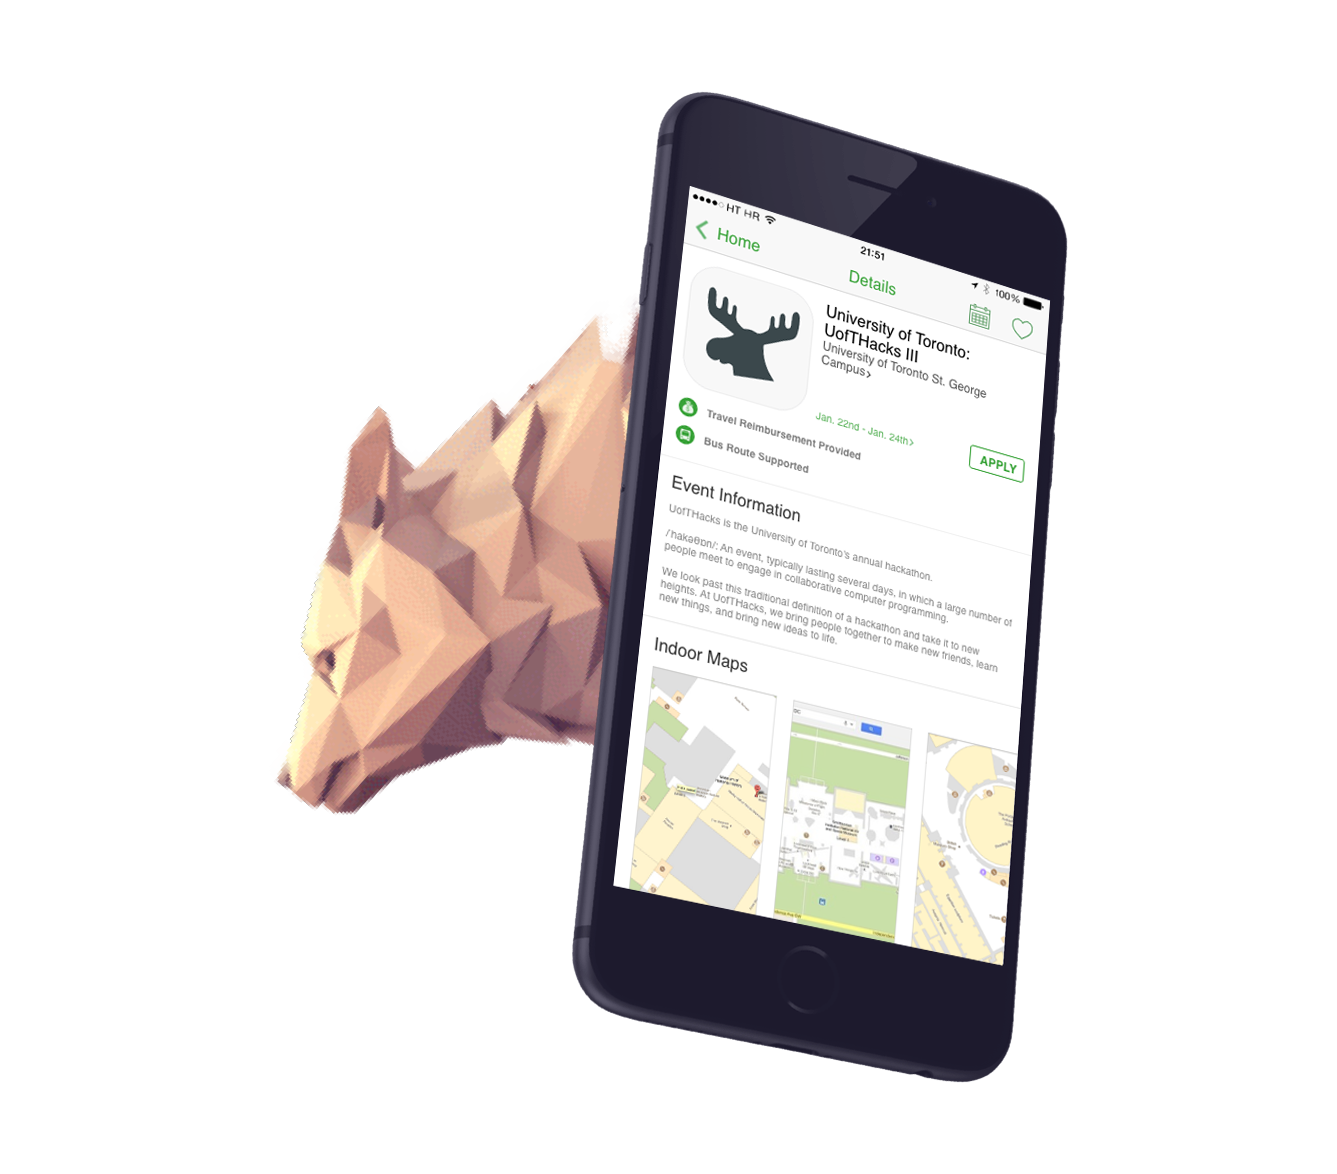 HT HR
21:51
100%
Home
Details
University of Toronto:
UofTHacks III
University of Toronto St. George
Campus
Jan. 22nd - Jan. 24th
Travel Reimbursement Provided
Bus Route Supported
APPLY
Event Information
UofTHacks is the University of Toronto's annual hackathon.
/ˈhakəθɒn/: An event, typically lasting several days, in which a large number of
people meet to engage in collaborative computer programming.
We look past this traditional definition of a hackathon and take it to new
heights. At UofTHacks, we bring people together to make new friends, learn
new things, and bring new ideas to life.
Indoor Maps